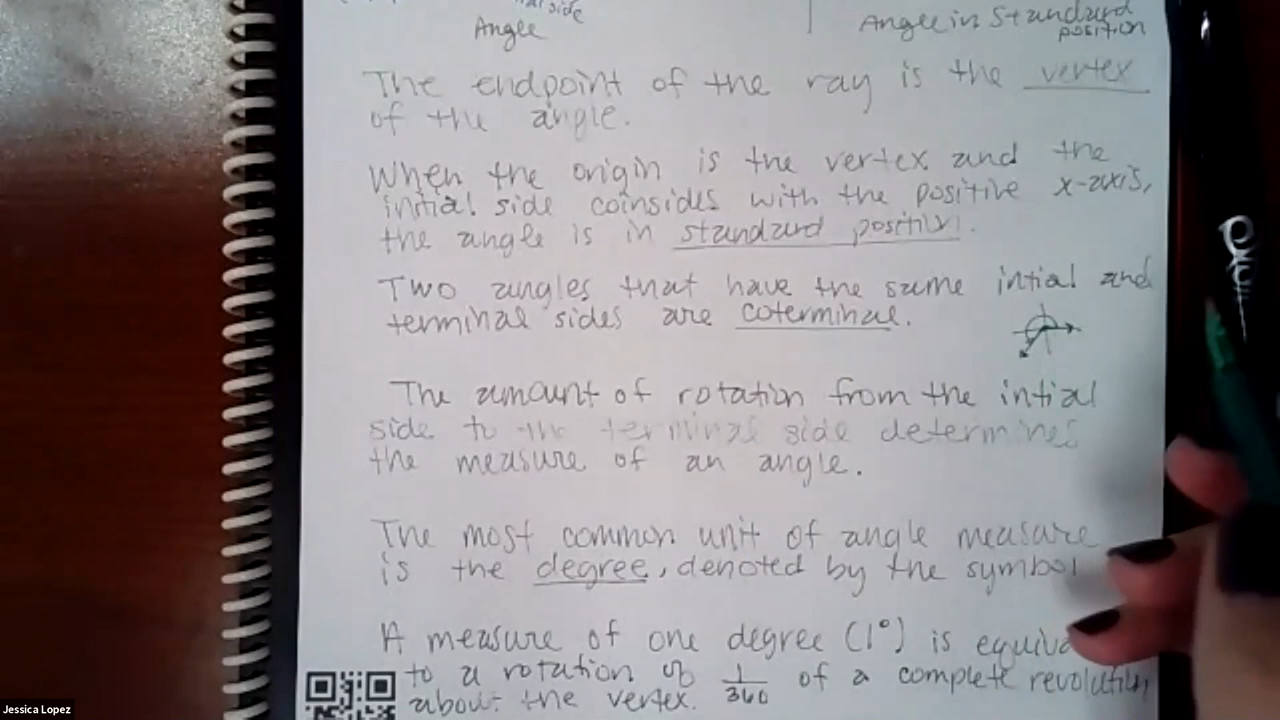 side
Angle
Angle in Standard
position
The endpoint of the ray is the vertex
of the angle.
When the origin is the vertex and the
initial side coinsides with the positive x-axis,
the angle is in standard position.
Two angles that have the same intial and
terminal sides are coterminal.
The amount of rotation from the intial
side to the terminal side determines
the measure of an angle.
The most common unit of angle measure
is the degree, denoted by the symbol
A measure of one degree (1°) is
to a rotation of 1/360 of a complete revolution
about the vertex.
Jessica Lopez